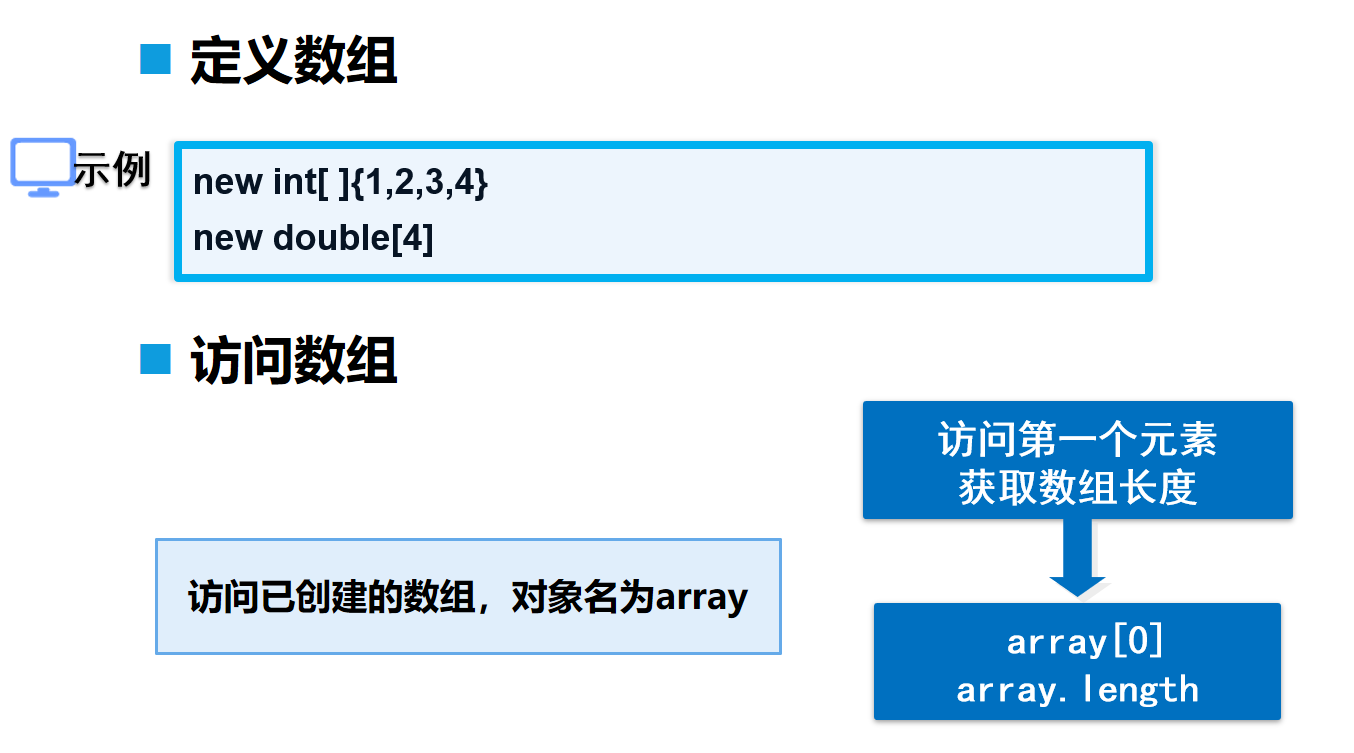 定义数组
示例
new int[ ]{1,2,3,4}
new double[4]
访问数组
访问第一个元素
获取数组长度
访问已创建的数组，对象名为array
array[0]
array.length